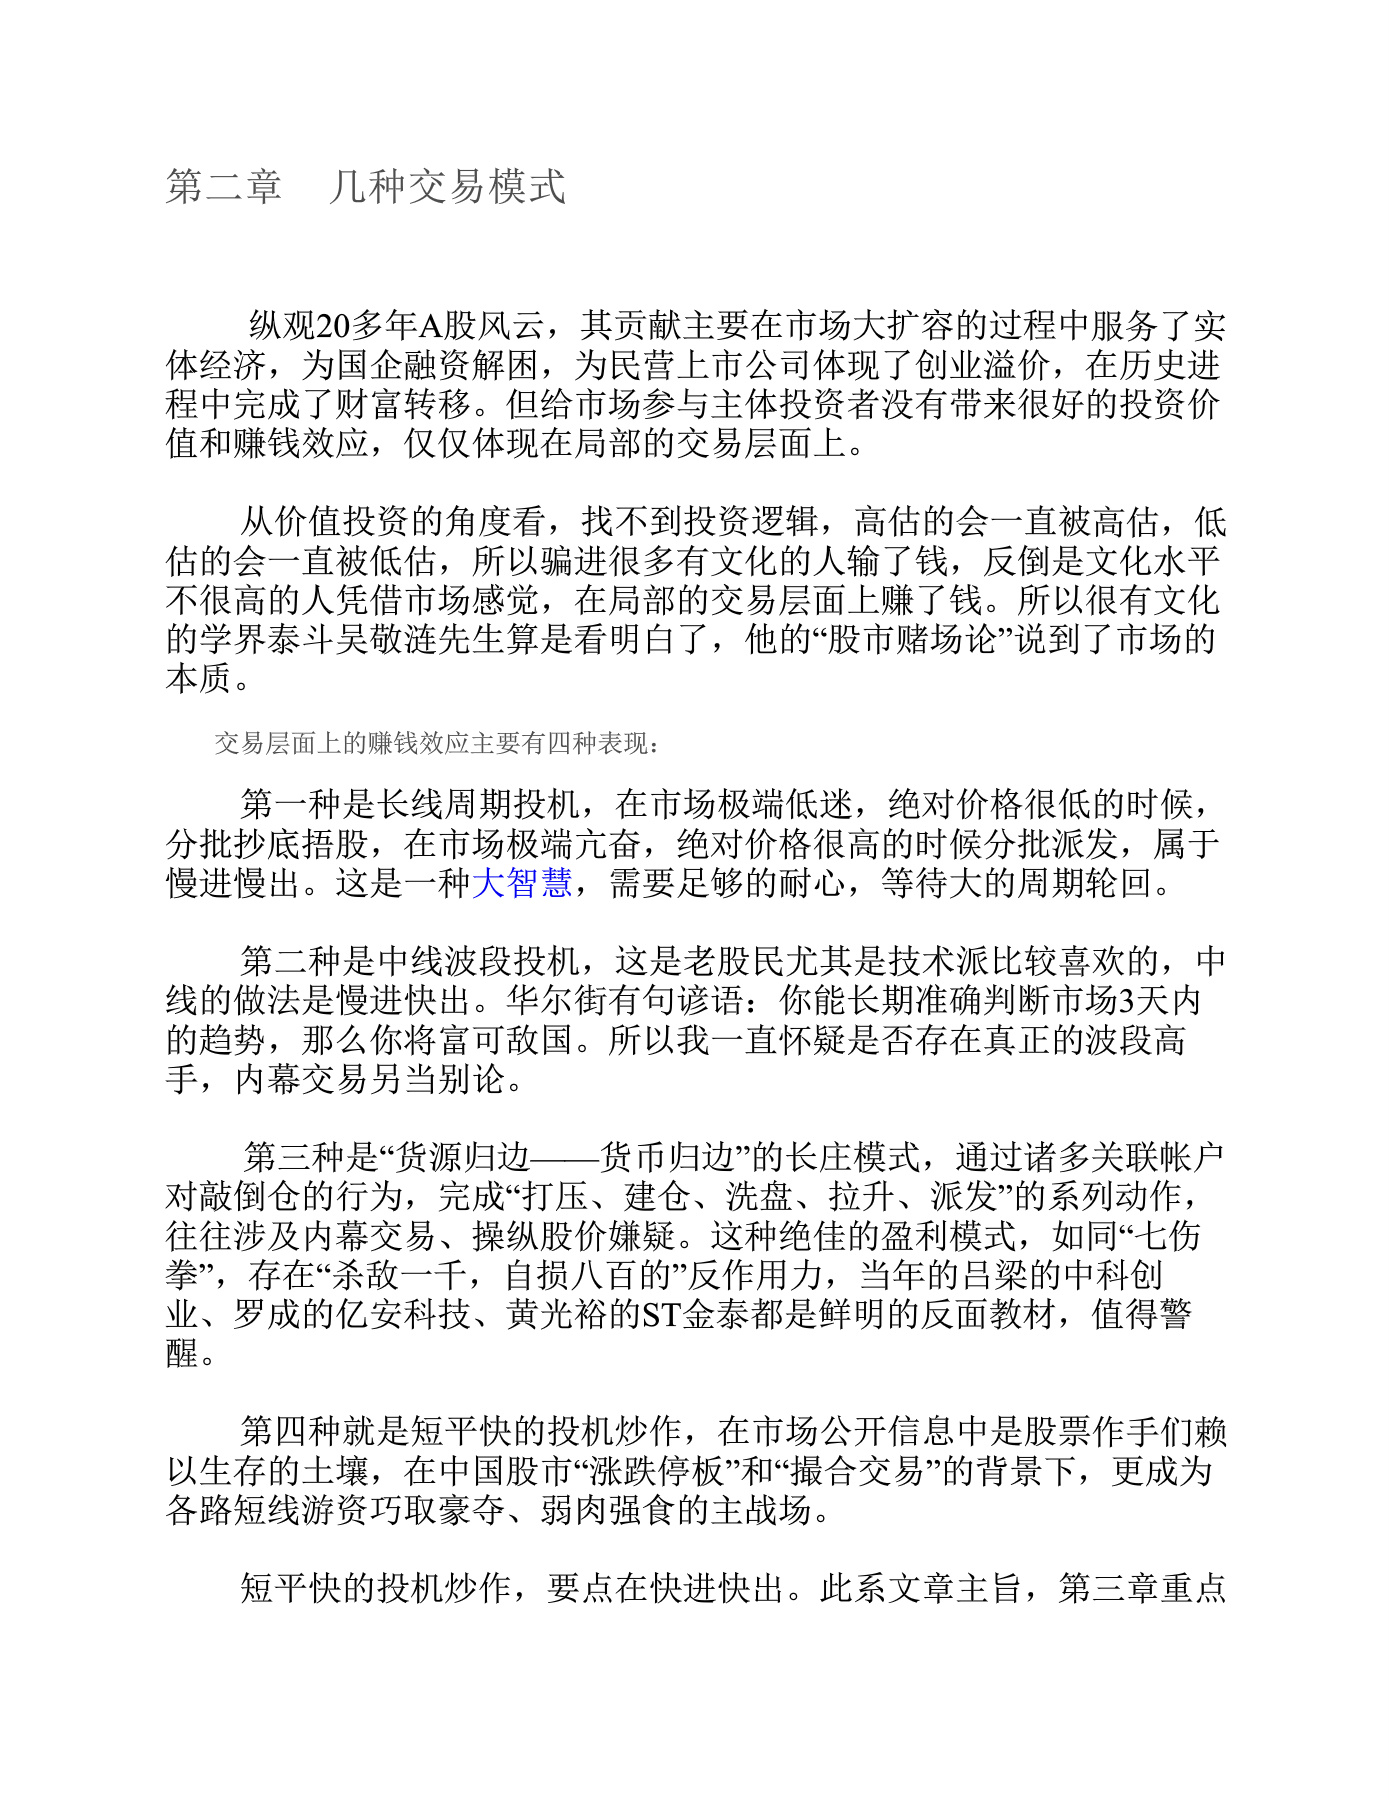 第二章　几种交易模式
纵观20多年A股风云，其贡献主要在市场大扩容的过程中服务了实
体经济，为国企融资解困，为民营上市公司体现了创业溢价，在历史进
程中完成了财富转移。但给市场参与主体投资者没有带来很好的投资价
值和赚钱效应，仅仅体现在局部的交易层面上。
从价值投资的角度看，找不到投资逻辑，高估的会一直被高估，低
估的会一直被低估，所以骗进很多有文化的人输了钱，反倒是文化水平
不很高的人凭借市场感觉，在局部的交易层面上赚了钱。所以很有文化
的学界泰斗吴敬涟先生算是看明白了，他的“股市赌场论”说到了市场的
本质。
交易层面上的赚钱效应主要有四种表现：
第一种是长线周期投机，在市场极端低迷，绝对价格很低的时候，
分批抄底捂股，在市场极端亢奋，绝对价格很高的时候分批派发，属于
慢进慢出。这是一种大智慧，需要足够的耐心，等待大的周期轮回。
第二种是中线波段投机，这是老股民尤其是技术派比较喜欢的，中
线的做法是慢进快出。华尔街有句谚语：你能长期准确判断市场3天内
的趋势，那么你将富可敌国。所以我一直怀疑是否存在真正的波段高
手，内幕交易另当别论。
第三种是“货源归边——货币归边”的长庄模式，通过诸多关联帐户
对敲倒仓的行为，完成“打压、建仓、洗盘、拉升、派发”的系列动作，
往往涉及内幕交易、操纵股价嫌疑。这种绝佳的盈利模式，如同“七伤
拳”，存在“杀敌一千，自损八百的”反作用力，当年的吕梁的中科创
业、罗成的亿安科技、黄光裕的ST金泰都是鲜明的反面教材，值得警
醒。
第四种就是短平快的投机炒作，在市场公开信息中是股票作手们赖
以生存的土壤，在中国股市“涨跌停板”和“撮合交易”的背景下，更成为
各路短线游资巧取豪夺、弱肉强食的主战场。
短平快的投机炒作，要点在快进快出。此系文章主旨，第三章重点